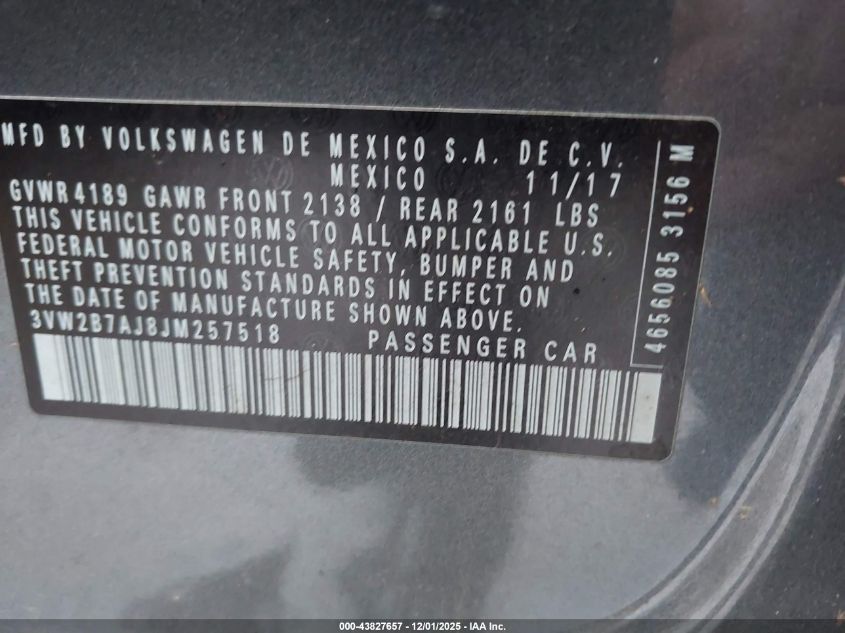 MFD BY VOLKSWAGEN DE MEXICO S.A. DE C.V.
MEXICO 11/17
GVWR 4189 GAWR FRONT 2138 / REAR 2161 LBS
THIS VEHICLE CONFORMS TO ALL APPLICABLE U.S.
FEDERAL MOTOR VEHICLE SAFETY, BUMPER AND
THEFT PREVENTION STANDARDS IN EFFECT ON
THE DATE OF MANUFACTURE SHOWN ABOVE.
3VW2B7AJ8JM257518 PASSENGER CAR
4656085 3156 M
000-43827657 - 12/01/2025 - IAA Inc.